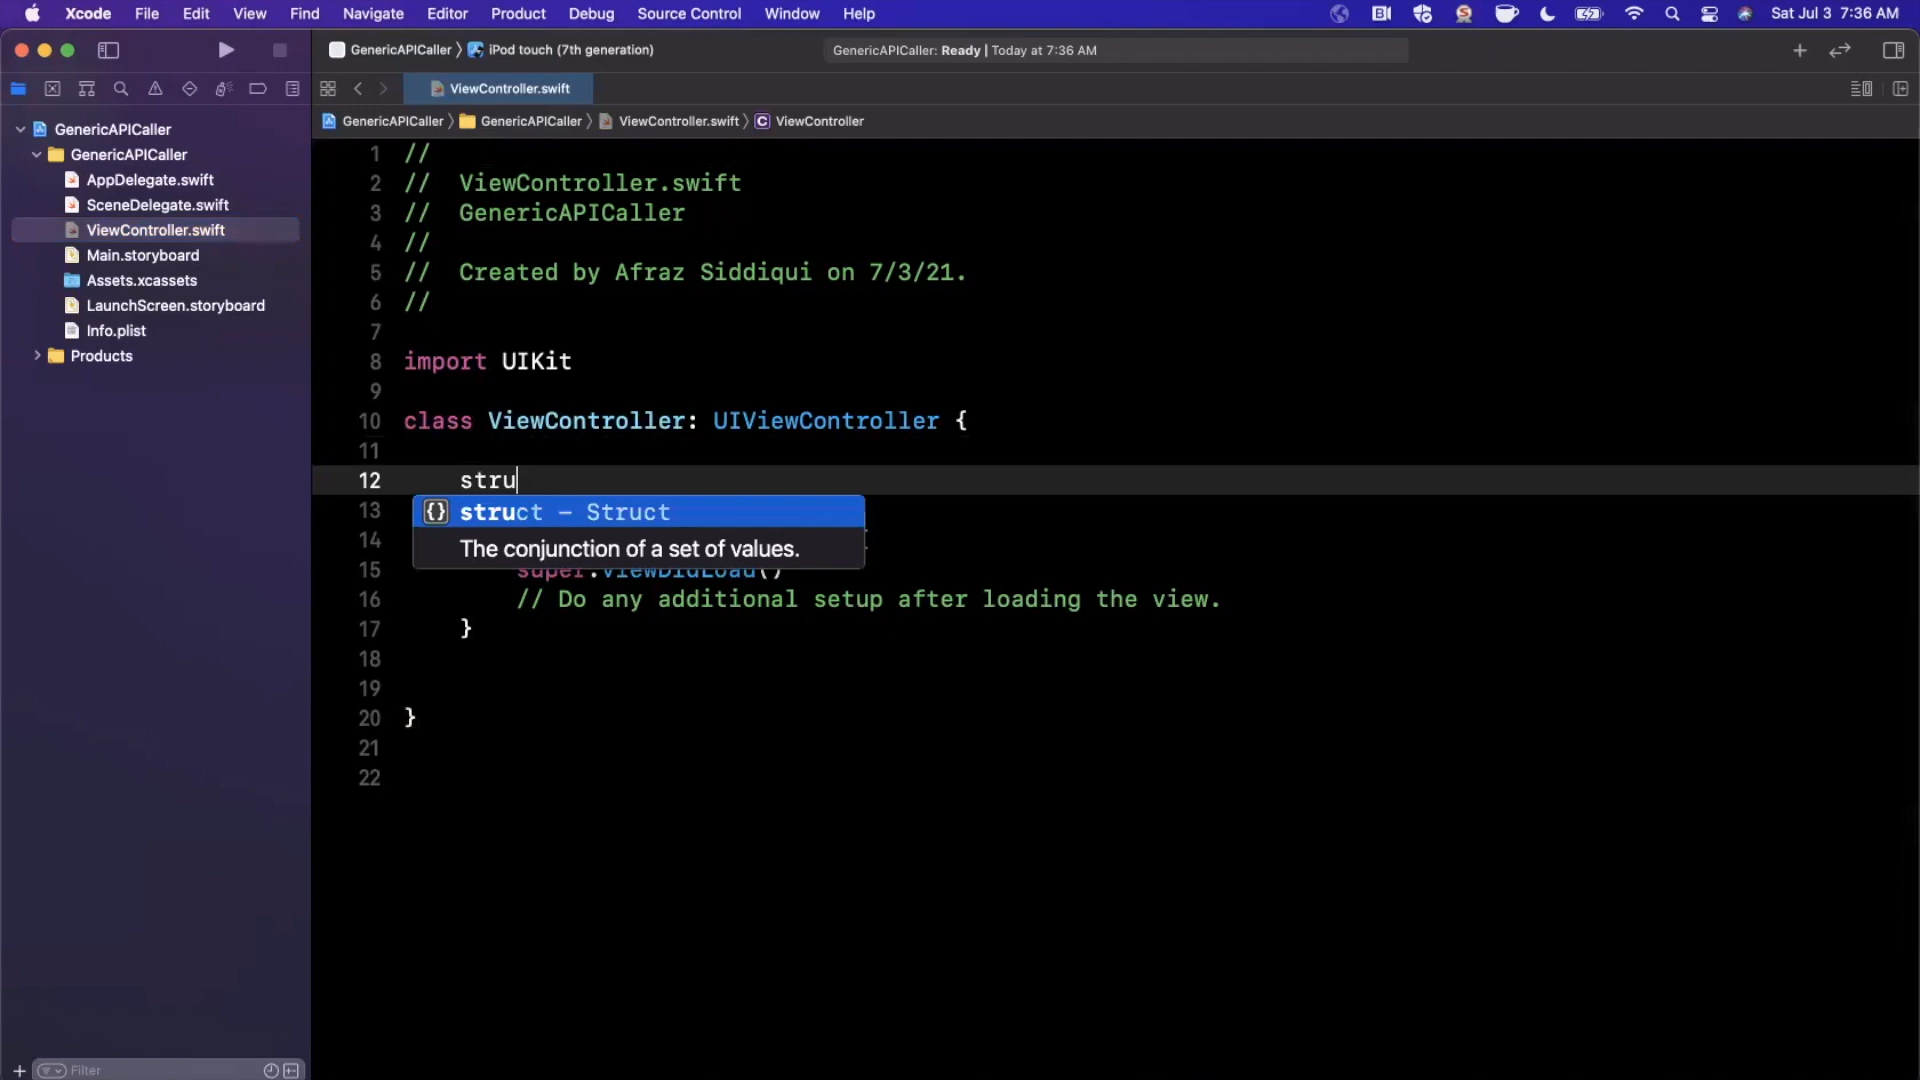 Xcode File Edit View Find Navigate Editor Product Debug Source Control Window Help Sat Jul 3 7:36 AM
GenericAPICaller 〉 iPod touch (7th generation) GenericAPICaller: Ready | Today at 7:36 AM
ViewController.swift
GenericAPICaller 〉 GenericAPICaller 〉 ViewController.swift 〉 C ViewController
GenericAPICaller
GenericAPICaller
AppDelegate.swift
SceneDelegate.swift
ViewController.swift
Main.storyboard
Assets.xcassets
LaunchScreen.storyboard
Info.plist
Products
1 //
2 // ViewController.swift
3 // GenericAPICaller
4 //
5 // Created by Afraz Siddiqui on 7/3/21.
6 //
7
8 import UIKit
9
10 class ViewController: UIViewController {
11
12 stru
{} struct — Struct
The conjunction of a set of values.
13
14
15 super.viewDidLoad()
16 // Do any additional setup after loading the view.
17 }
18
19
20 }
21
22
Filter